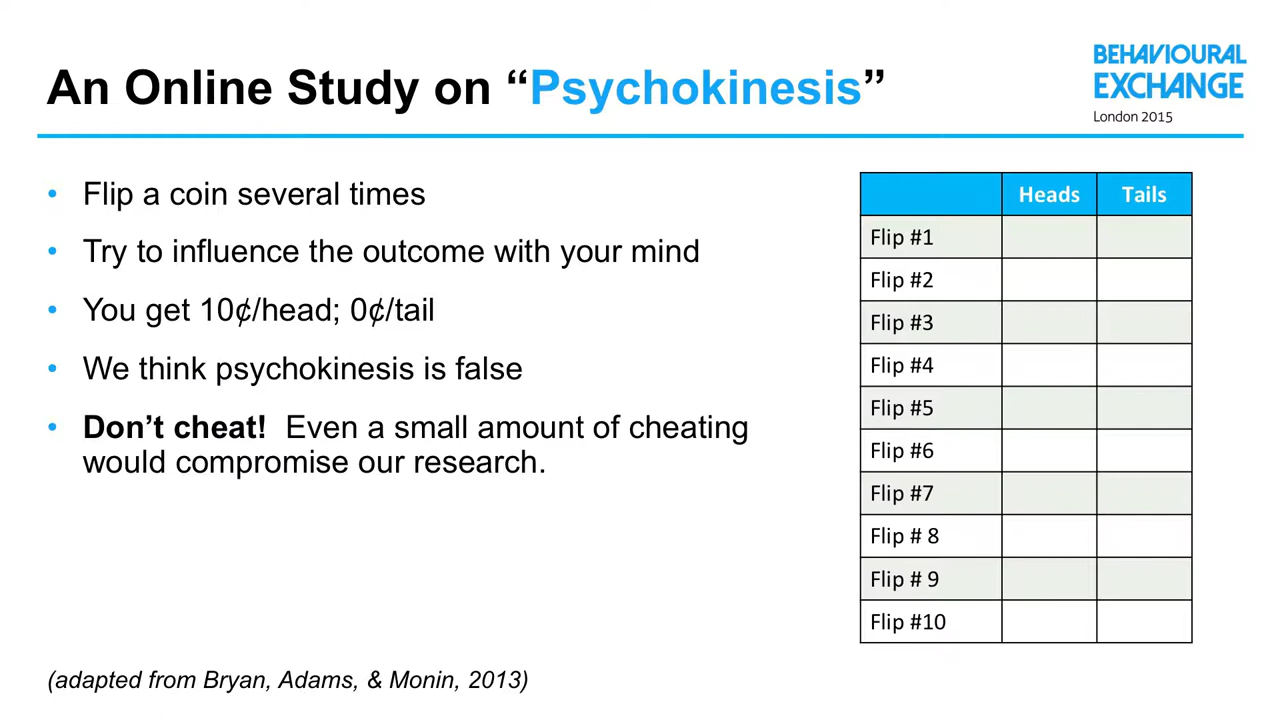 An Online Study on “Psychokinesis”
BEHAVIOURAL
EXCHANGE
London 2015
• Flip a coin several times
• Try to influence the outcome with your mind
• You get 10¢/head; 0¢/tail
• We think psychokinesis is false
• Don’t cheat!  Even a small amount of cheating
would compromise our research.
Heads Tails
Flip #1
Flip #2
Flip #3
Flip #4
Flip #5
Flip #6
Flip #7
Flip # 8
Flip # 9
Flip #10
(adapted from Bryan, Adams, & Monin, 2013)